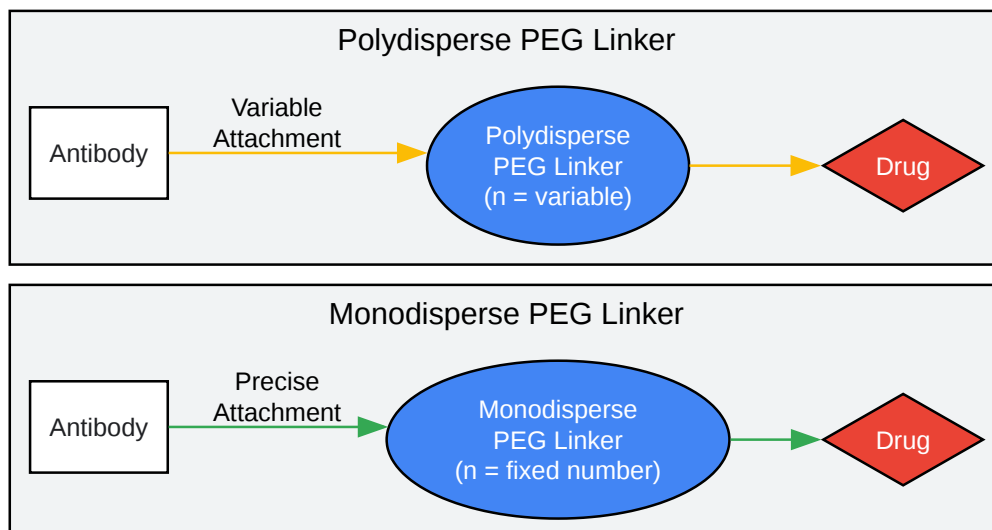 Polydisperse PEG Linker
Variable
Attachment
Antibody
Polydisperse
PEG Linker
(n = variable)
Drug
Monodisperse PEG Linker
Precise
Attachment
Antibody
Monodisperse
PEG Linker
(n = fixed number)
Drug